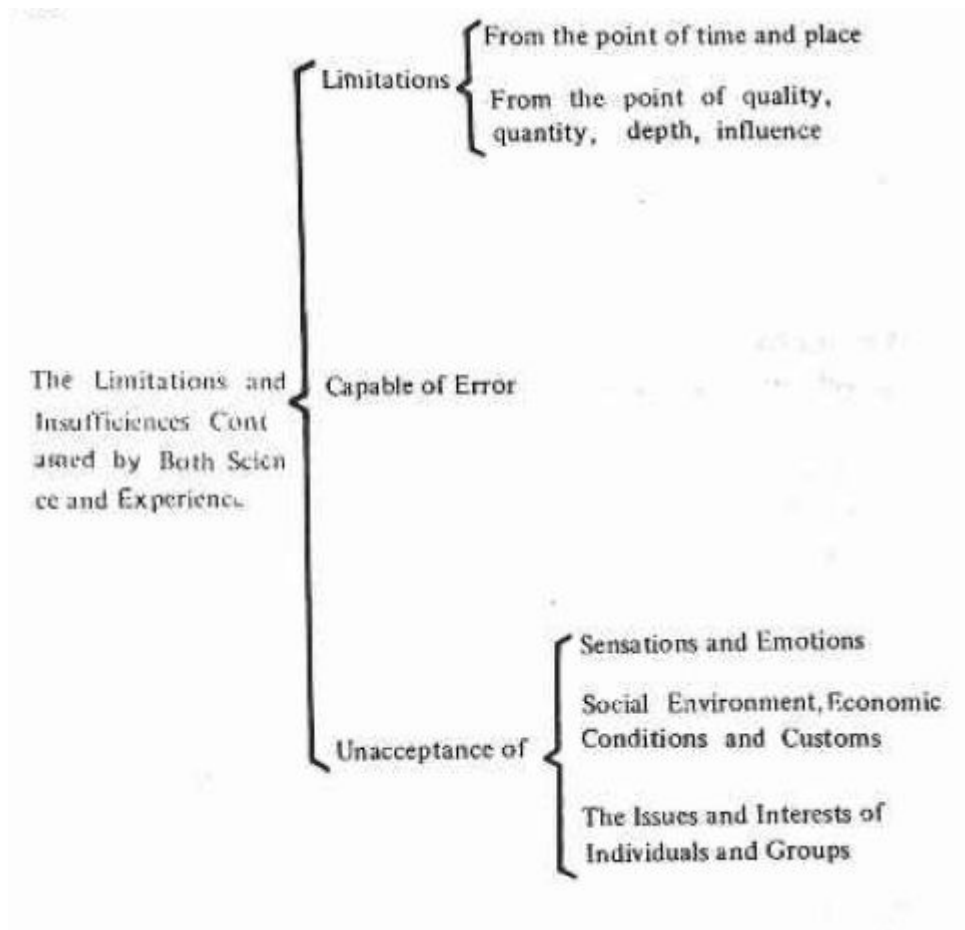 From the point of time and place
Limitations
From the point of quality,
quantity, depth, influence
The Limitations and
Insufficiences Cont
ained by Both Scien
ce and Experience
Capable of Error
Sensations and Emotions
Social Environment, Economic
Conditions and Customs
Unacceptance of
The Issues and Interests of
Individuals and Groups